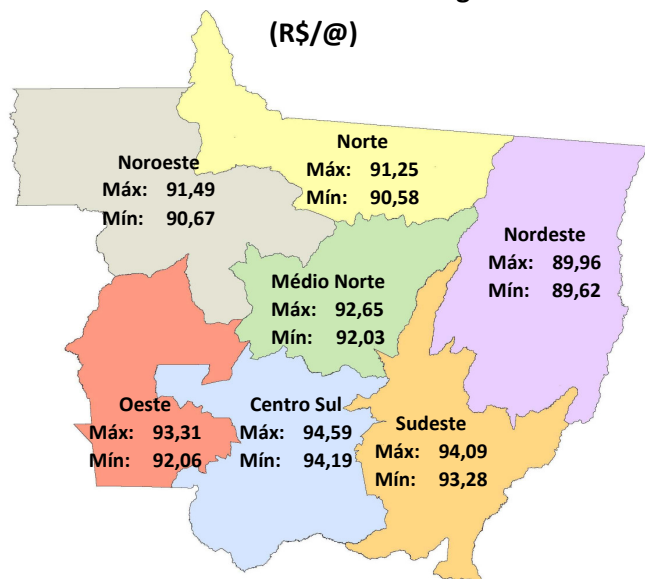 (R$/@)
Norte
Máx: 91,25
Mín: 90,58
Noroeste
Máx: 91,49
Mín: 90,67
Nordeste
Máx: 89,96
Mín: 89,62
Médio Norte
Máx: 92,65
Mín: 92,03
Oeste
Máx: 93,31
Mín: 92,06
Centro Sul
Máx: 94,59
Mín: 94,19
Sudeste
Máx: 94,09
Mín: 93,28